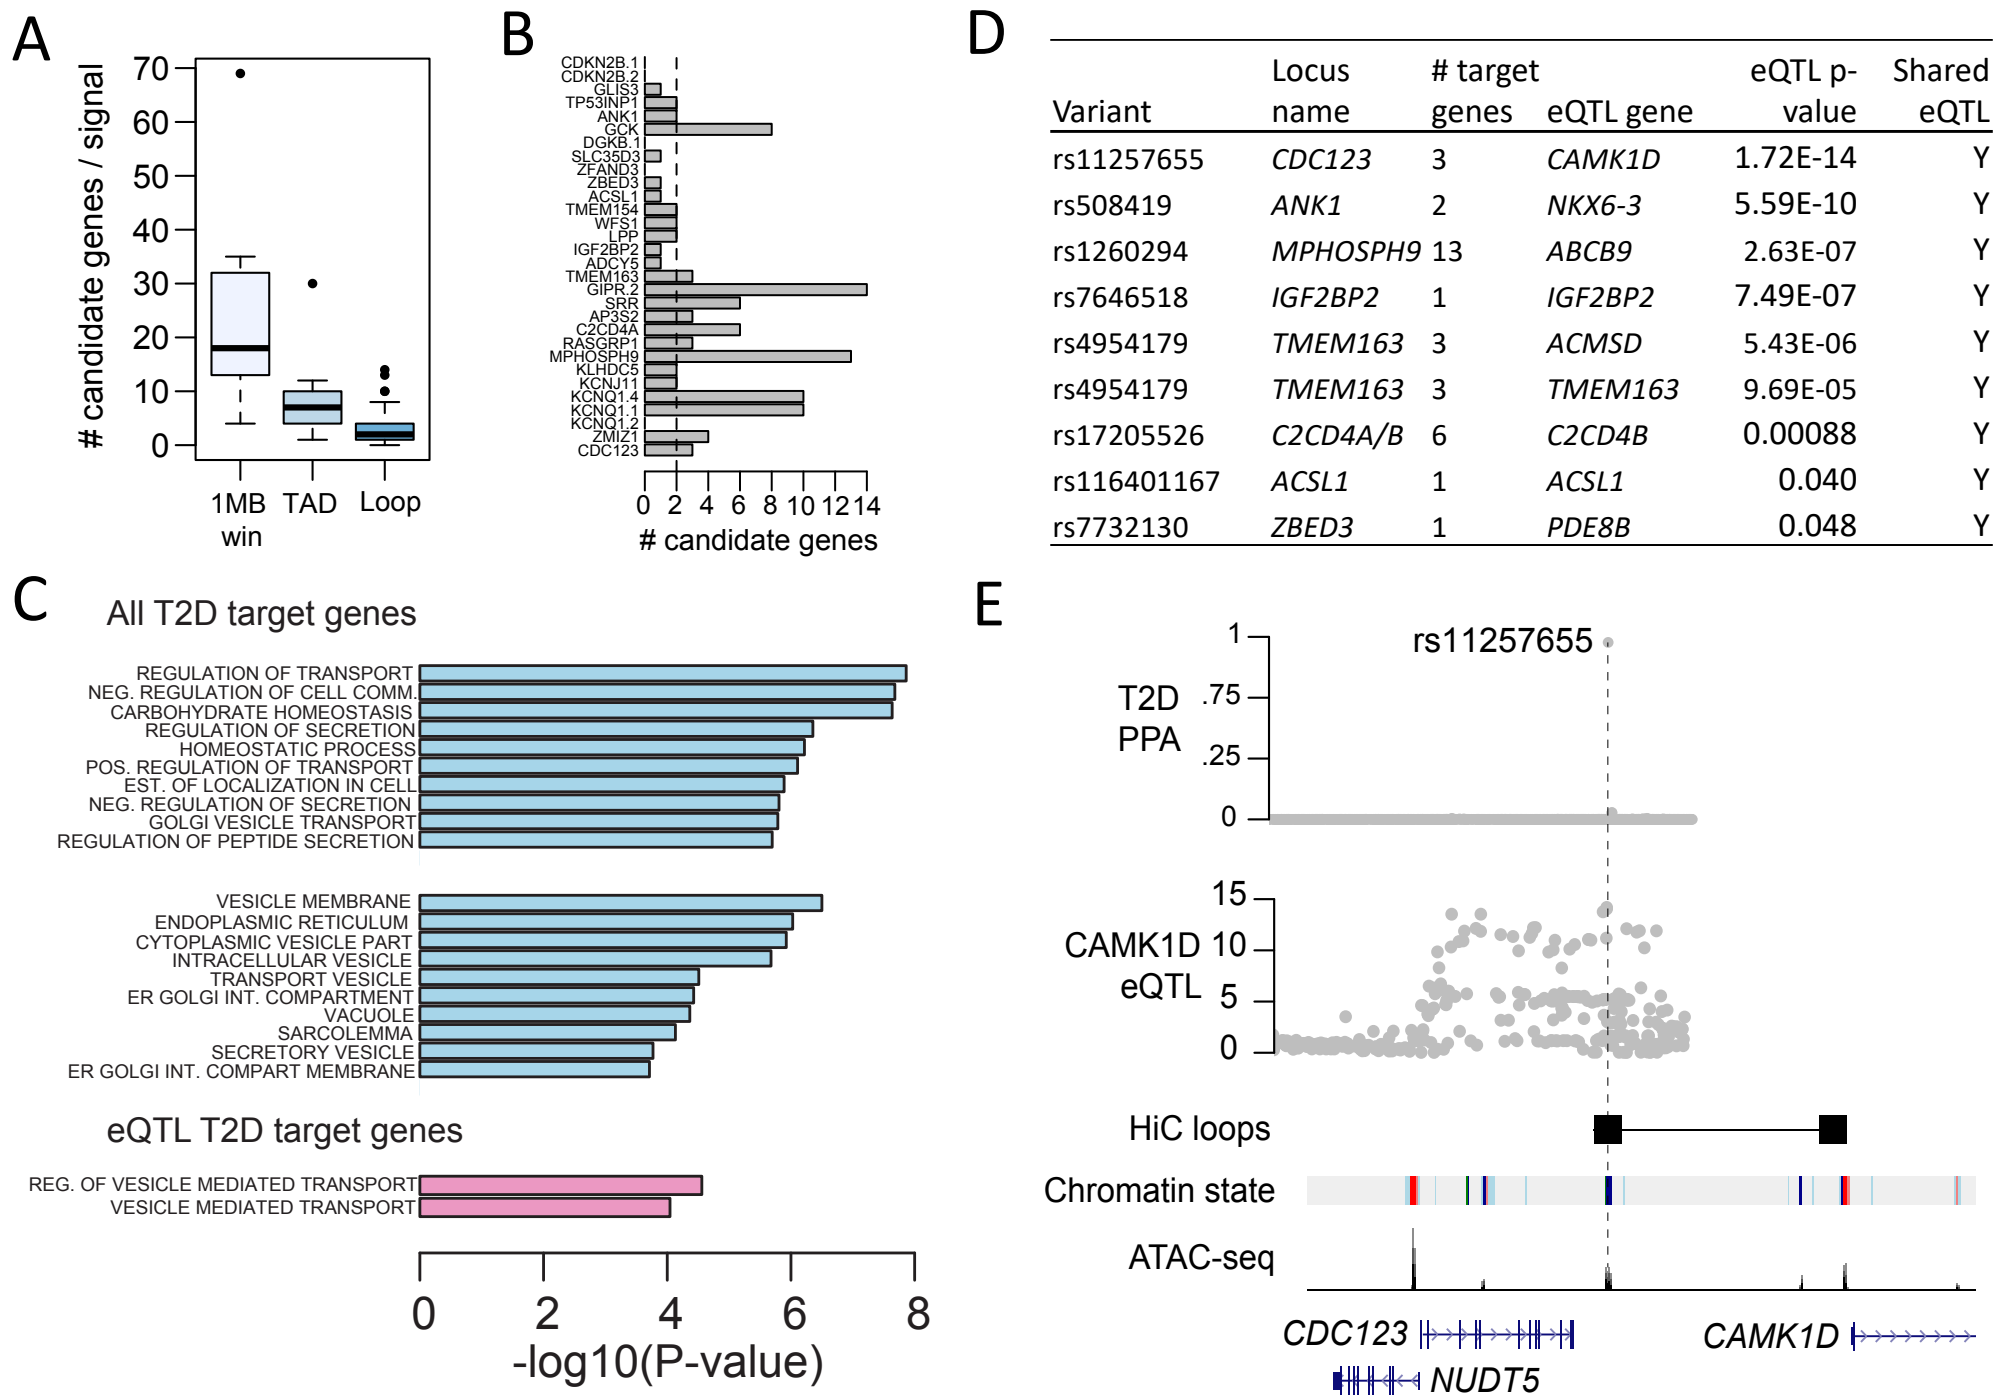 A
# candidate genes / signal
70
60
50
40
30
20
10
0
1MB win
TAD
Loop
B
CDKN2B.1
CDKN2B.2
GLIS3
TP53INP1
ANK1
GCK
DGKB.1
SLC35D3
ZFAND3
ZBED3
ACSL1
TMEM154
WFS1
LPP
IGF2BP2
ADCY5
TMEM163
GIPR.2
SRR
AP3S2
C2CD4A
RASGRP1
MPHOSPH9
KLHDC5
KCNJ11
KCNQ1.4
KCNQ1.1
KCNQ1.2
ZMIZ1
CDC123
0 2 4 6 8 10 12 14
# candidate genes
D
Variant Locus name # target genes eQTL gene eQTL p-value Shared eQTL
rs11257655 CDC123 3 CAMK1D 1.72E-14 Y
rs508419 ANK1 2 NKX6-3 5.59E-10 Y
rs1260294 MPHOSPH9 13 ABCB9 2.63E-07 Y
rs7646518 IGF2BP2 1 IGF2BP2 7.49E-07 Y
rs4954179 TMEM163 3 ACMSD 5.43E-06 Y
rs4954179 TMEM163 3 TMEM163 9.69E-05 Y
rs17205526 C2CD4A/B 6 C2CD4B 0.00088 Y
rs116401167 ACSL1 1 ACSL1 0.040 Y
rs7732130 ZBED3 1 PDE8B 0.048 Y
C
All T2D target genes
REGULATION OF TRANSPORT
NEG. REGULATION OF CELL COMM.
CARBOHYDRATE HOMEOSTASIS
REGULATION OF SECRETION
HOMEOSTATIC PROCESS
POS. REGULATION OF TRANSPORT
EST. OF LOCALIZATION IN CELL
NEG. REGULATION OF SECRETION
GOLGI VESICLE TRANSPORT
REGULATION OF PEPTIDE SECRETION
VESICLE MEMBRANE
ENDOPLASMIC RETICULUM
CYTOPLASMIC VESICLE PART
INTRACELLULAR VESICLE
TRANSPORT VESICLE
ER GOLGI INT. COMPARTMENT
VACUOLE
SARCOLEMMA
SECRETORY VESICLE
ER GOLGI INT. COMPART MEMBRANE
eQTL T2D target genes
REG. OF VESICLE MEDIATED TRANSPORT
VESICLE MEDIATED TRANSPORT
0 2 4 6 8
-log10(P-value)
E
rs11257655
T2D
PPA
1
.75
.25
0
CAMK1D
eQTL
15
10
5
0
HiC loops
Chromatin state
ATAC-seq
CDC123
CAMK1D
NUDT5